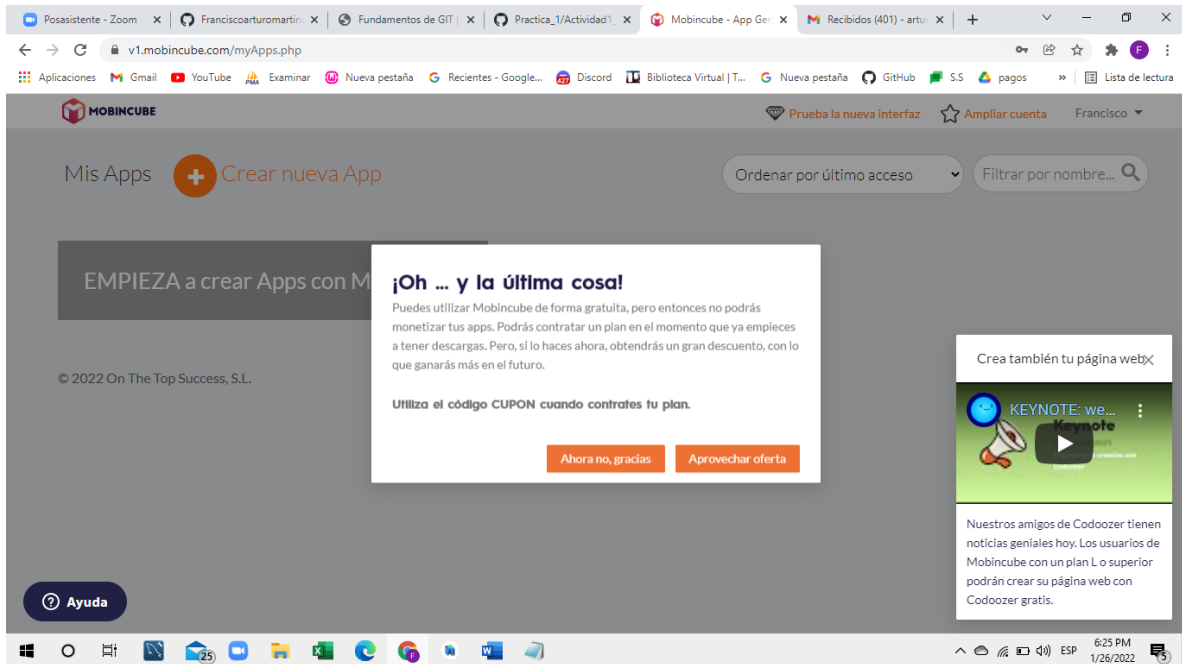 Posasistente - Zoom
Franciscoarturomartin
Fundamentos de GIT |
Practica_1/Actividad1_
Mobincube - App Ger
Recibidos (401) - artu
v1.mobincube.com/myApps.php
Aplicaciones Gmail YouTube Examinar Nueva pestaña Recientes - Google... Discord Biblioteca Virtual | T... Nueva pestaña GitHub S.S pagos » Lista de lectura
MOBINCUBE
Prueba la nueva interfaz Ampliar cuenta Francisco
Mis Apps + Crear nueva App
Ordenar por último acceso
Filtrar por nombre...
EMPIEZA a crear Apps con M
¡Oh ... y la última cosa!
Puedes utilizar Mobincube de forma gratuita, pero entonces no podrás
monetizar tus apps. Podrás contratar un plan en el momento que ya empieces
a tener descargas. Pero, si lo haces ahora, obtendrás un gran descuento, con lo
que ganarás más en el futuro.
Utiliza el código CUPON cuando contrates tu plan.
Ahora no, gracias
Aprovechar oferta
© 2022 On The Top Success, S.L.
Crea también tu página web
KEYNOTE: we...
Keynote
Nuestros amigos de Codoozer tienen
noticias geniales hoy. Los usuarios de
Mobincube con un plan L o superior
podrán crear su página web con
Codoozer gratis.
Ayuda
25
ESP
6:25 PM
1/26/2022
5